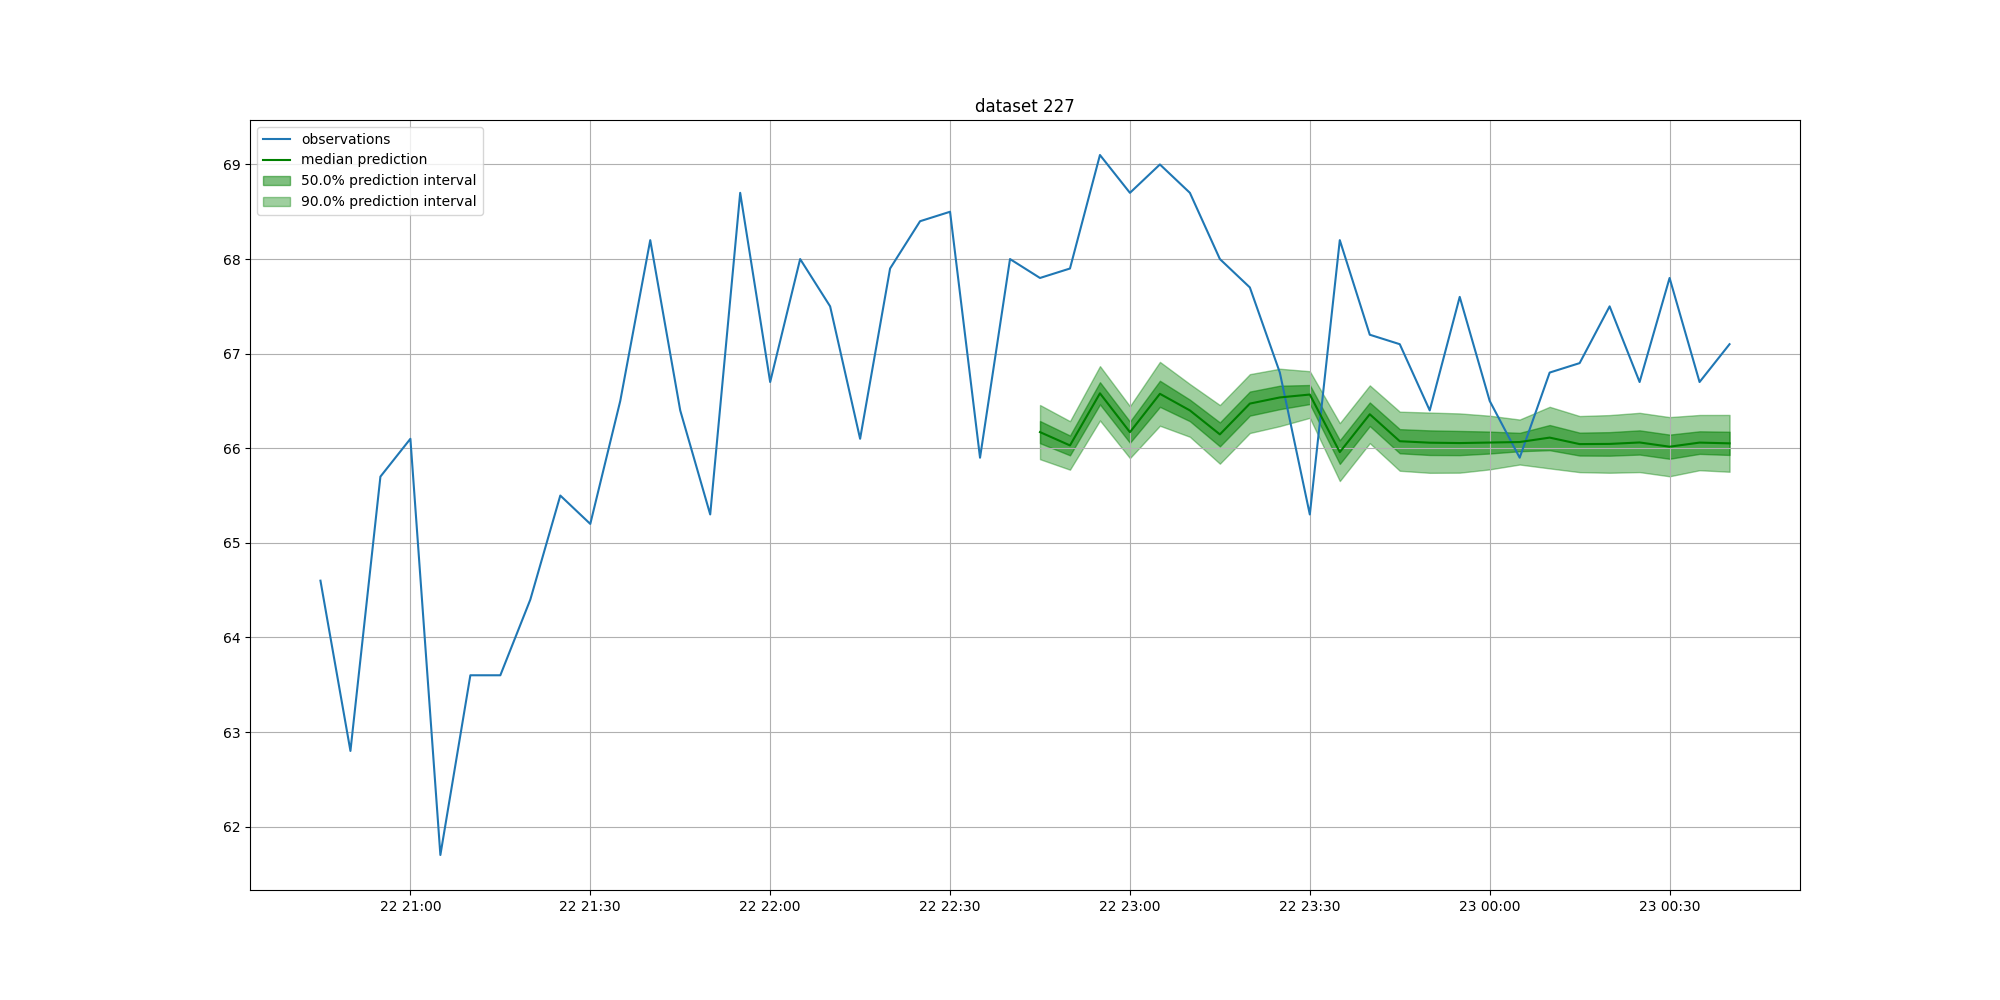 dataset 227
observations
median prediction
50.0% prediction interval
90.0% prediction interval
69
68
67
66
65
64
63
62
22 21:00 22 21:30 22 22:00 22 22:30 22 23:00 22 23:30 23 00:00 23 00:30